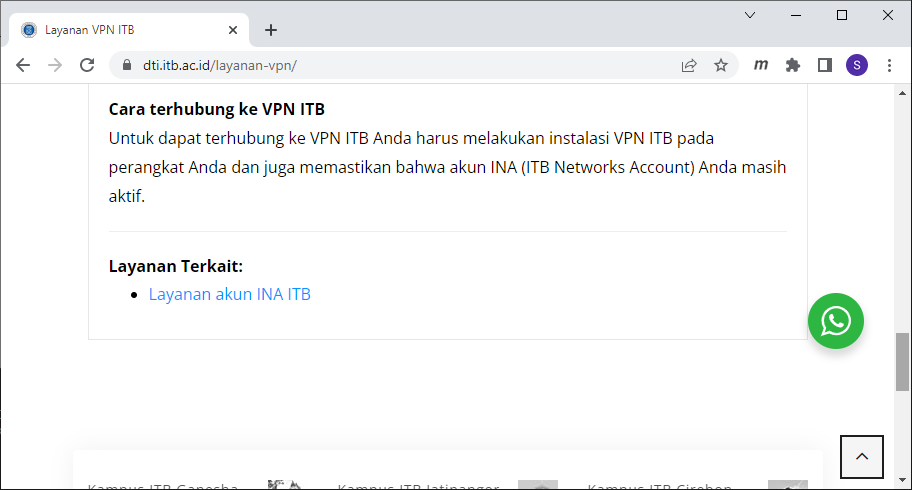 Layanan VPN ITB
dti.itb.ac.id/layanan-vpn/
m
S
Cara terhubung ke VPN ITB
Untuk dapat terhubung ke VPN ITB Anda harus melakukan instalasi VPN ITB pada
perangkat Anda dan juga memastikan bahwa akun INA (ITB Networks Account) Anda masih
aktif.
Layanan Terkait:
Layanan akun INA ITB
Kampus ITB Ganesha
Kampus ITB Jatinangor
Kampus ITB Cirebon